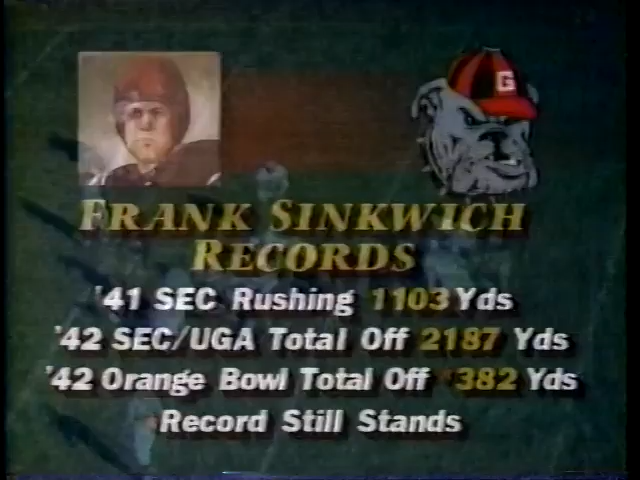 G
FRANK SINKWICH
RECORDS
'41 SEC Rushing 1103 Yds
'42 SEC/UGA Total Off 2187 Yds
'42 Orange Bowl Total Off *382 Yds
*Record Still Stands